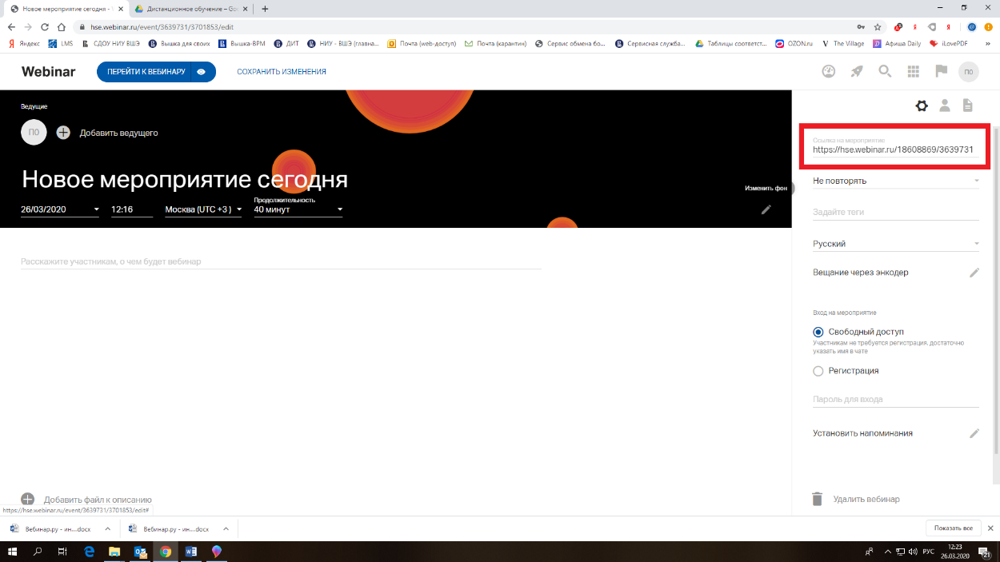 Новое мероприятие сегодня -
Дистанционное обучение – Goo
hse.webinar.ru/event/3639731/3701853/edit
Яндекс
LMS
СДОУ НИУ ВШЭ
Вышка для своих
Вышка-BPM
ДИТ
НИУ - ВШЭ (главна...
Почта (web-доступ)
Почта (карантин)
Сервис обмена бо...
Сервисная служба...
Таблицы соответст...
OZON.ru
The Village
Афиша Daily
iLovePDF
»
Webinar
ПЕРЕЙТИ К ВЕБИНАРУ
СОХРАНИТЬ ИЗМЕНЕНИЯ
ПО
Ведущие
ПО
Добавить ведущего
Новое мероприятие сегодня
Изменить фон
Продолжительность
26/03/2020 12:16 Москва (UTC +3 ) 40 минут
Расскажите участникам, о чем будет вебинар
Добавить файл к описанию
https://hse.webinar.ru/event/3639731/3701853/edit#
Ссылка на мероприятие
https://hse.webinar.ru/18608869/3639731
Не повторять
Задайте теги
Русский
Вещание через энкодер
Вход на мероприятие
Свободный доступ
Участникам не требуется регистрация, достаточно
указать имя в чате
Регистрация
Пароль для входа
Установить напоминания
Удалить вебинар
Вебинар.ру - ин....docx
Вебинар.ру - ин....docx
Показать все
РУС
12:23
26.03.2020
21